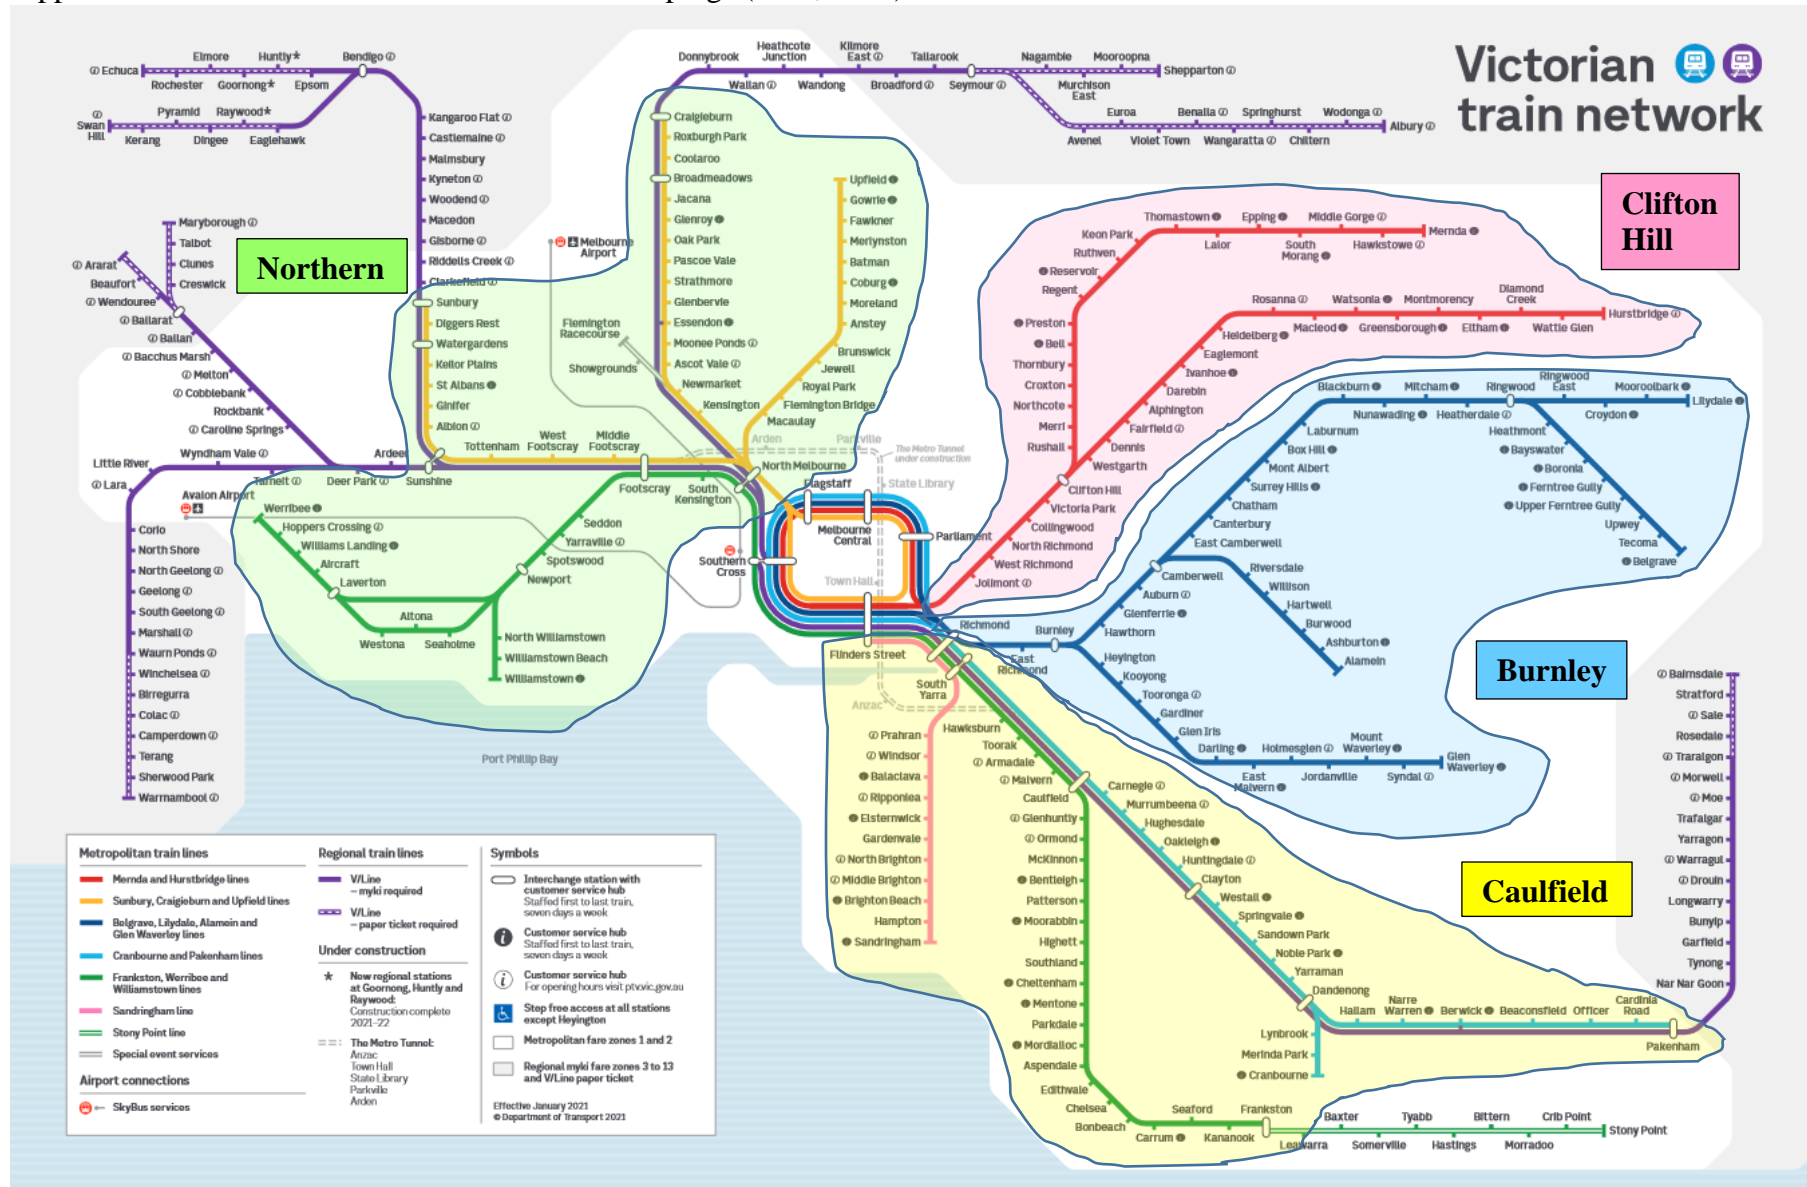 Victorian
train network
Echuca
Elmore
Huntly*
Bendigo
Rochester
Goornong*
Epsom
Swan
Hill
Pyramid
Raywood*
Kerang
Dingee
Eaglehawk
Kangaroo Flat
Castlemaine
Malmsbury
Kyneton
Woodend
Macedon
Gisborne
Riddells Creek
Clarkefield
Donnybrook
Heathcote
Junction
Kilmore
East
Tallarook
Wallan
Wandong
Broadford
Seymour
Nagambie
Mooroopna
Shepparton
Murchison
East
Euroa
Benalla
Springhurst
Wodonga
Albury
Avenel
Violet Town
Wangaratta
Chiltern
Maryborough
Talbot
Clunes
Creswick
Ararat
Beaufort
Wendouree
Ballarat
Ballan
Bacchus Marsh
Melton
Cobblebank
Rockbank
Caroline Springs
Northern
Melbourne
Airport
Sunbury
Diggers Rest
Watergardens
Keilor Plains
St Albans
Ginifer
Albion
Craigieburn
Roxburgh Park
Coolaroo
Broadmeadows
Jacana
Glenroy
Oak Park
Pascoe Vale
Strathmore
Glenbervie
Essendon
Moonee Ponds
Ascot Vale
Newmarket
Kensington
Flemington
Racecourse
Showgrounds
Upfield
Gowrie
Fawkner
Merlynston
Batman
Coburg
Moreland
Anstey
Brunswick
Jewell
Royal Park
Flemington Bridge
Macaulay
Clifton
Hill
Thomastown
Epping
Middle Gorge
Mernda
Keon Park
Lalor
South
Morang
Hawkstowe
Ruthven
Reservoir
Regent
Preston
Bell
Thornbury
Croxton
Northcote
Merri
Rushall
Rosanna
Watsonia
Montmorency
Diamond
Creek
Hurstbridge
Heidelberg
Macleod
Greensborough
Eltham
Wattle Glen
Eaglemont
Ivanhoe
Darebin
Alphington
Fairfield
Dennis
Westgarth
Clifton Hill
Victoria Park
Collingwood
North Richmond
West Richmond
Jolimont
Little River
Lara
Wyndham Vale
Ardeer
Tarneit
Deer Park
Sunshine
Tottenham
West
Footscray
Middle
Footscray
Footscray
South
Kensington
North Melbourne
Arden
Parkville
The Metro Tunnel
under construction
State Library
Flagstaff
Melbourne
Central
Parliament
Southern
Cross
Town Hall
Flinders Street
Richmond
South
Yarra
Anzac
Avalon Airport
Werribee
Hoppers Crossing
Williams Landing
Aircraft
Laverton
Westona
Altona
Seaholme
Seddon
Yarraville
Spotswood
Newport
North Williamstown
Williamstown Beach
Williamstown
Corio
North Shore
North Geelong
Geelong
South Geelong
Marshall
Waurn Ponds
Winchelsea
Birregurra
Colac
Camperdown
Terang
Sherwood Park
Warrnambool
Port Phillip Bay
Blackburn
Mitcham
Ringwood
Ringwood
East
Mooroolbark
Lilydale
Nunawading
Heatherdale
Croydon
Laburnum
Box Hill
Mont Albert
Surrey Hills
Chatham
Canterbury
East Camberwell
Camberwell
Auburn
Glenferrie
Hawthorn
Burnley
East
Richmond
Heathmont
Bayswater
Boronia
Ferntree Gully
Upper Ferntree Gully
Upwey
Tecoma
Belgrave
Riversdale
Willison
Hartwell
Burwood
Ashburton
Alamein
Heyington
Kooyong
Tooronga
Gardiner
Glen Iris
Darling
Holmesglen
Mount
Waverley
Glen
Waverley
East
Malvern
Jordanville
Syndal
Burnley
Caulfield
Prahran
Windsor
Balaclava
Ripponlea
Elsternwick
Gardenvale
North Brighton
Middle Brighton
Brighton Beach
Hampton
Sandringham
Hawksburn
Toorak
Armadale
Malvern
Caulfield
Glenhuntly
Ormond
McKinnon
Bentleigh
Patterson
Moorabbin
Highett
Southland
Cheltenham
Mentone
Parkdale
Mordialloc
Aspendale
Edithvale
Chelsea
Bonbeach
Carrum
Seaford
Kananook
Frankston
Leawarra
Baxter
Somerville
Tyabb
Hastings
Bittern
Morradoo
Crib Point
Stony Point
Carnegie
Murrumbeena
Hughesdale
Oakleigh
Huntingdale
Clayton
Westall
Springvale
Sandown Park
Noble Park
Yarraman
Dandenong
Hallam
Narre
Warren
Berwick
Beaconsfield
Officer
Cardinia
Road
Pakenham
Lynbrook
Merinda Park
Cranbourne
Bairnsdale
Stratford
Sale
Rosedale
Traralgon
Morwell
Moe
Trafalgar
Yarragon
Warragul
Drouin
Longwarry
Bunyip
Garfield
Tynong
Nar Nar Goon
Metropolitan train lines
Mernda and Hurstbridge lines
Sunbury, Craigieburn and Upfield lines
Belgrave, Lilydale, Alamein and
Glen Waverley lines
Cranbourne and Pakenham lines
Frankston, Werribee and
Williamstown lines
Sandringham line
Stony Point line
Special event services
Airport connections
SkyBus services
Regional train lines
V/Line
– myki required
V/Line
– paper ticket required
Under construction
* New regional stations
at Goornong, Huntly and
Raywood:
Construction complete
2021–22
The Metro Tunnel:
Anzac
Town Hall
State Library
Parkville
Arden
Symbols
Interchange station with
customer service hub
Staffed first to last train,
seven days a week
Customer service hub
Staffed first to last train,
seven days a week
Customer service hub
For opening hours visit ptv.vic.gov.au
Step free access at all stations
except Heyington
Metropolitan fare zones 1 and 2
Regional myki fare zones 3 to 13
and V/Line paper ticket
Effective January 2021
© Department of Transport 2021